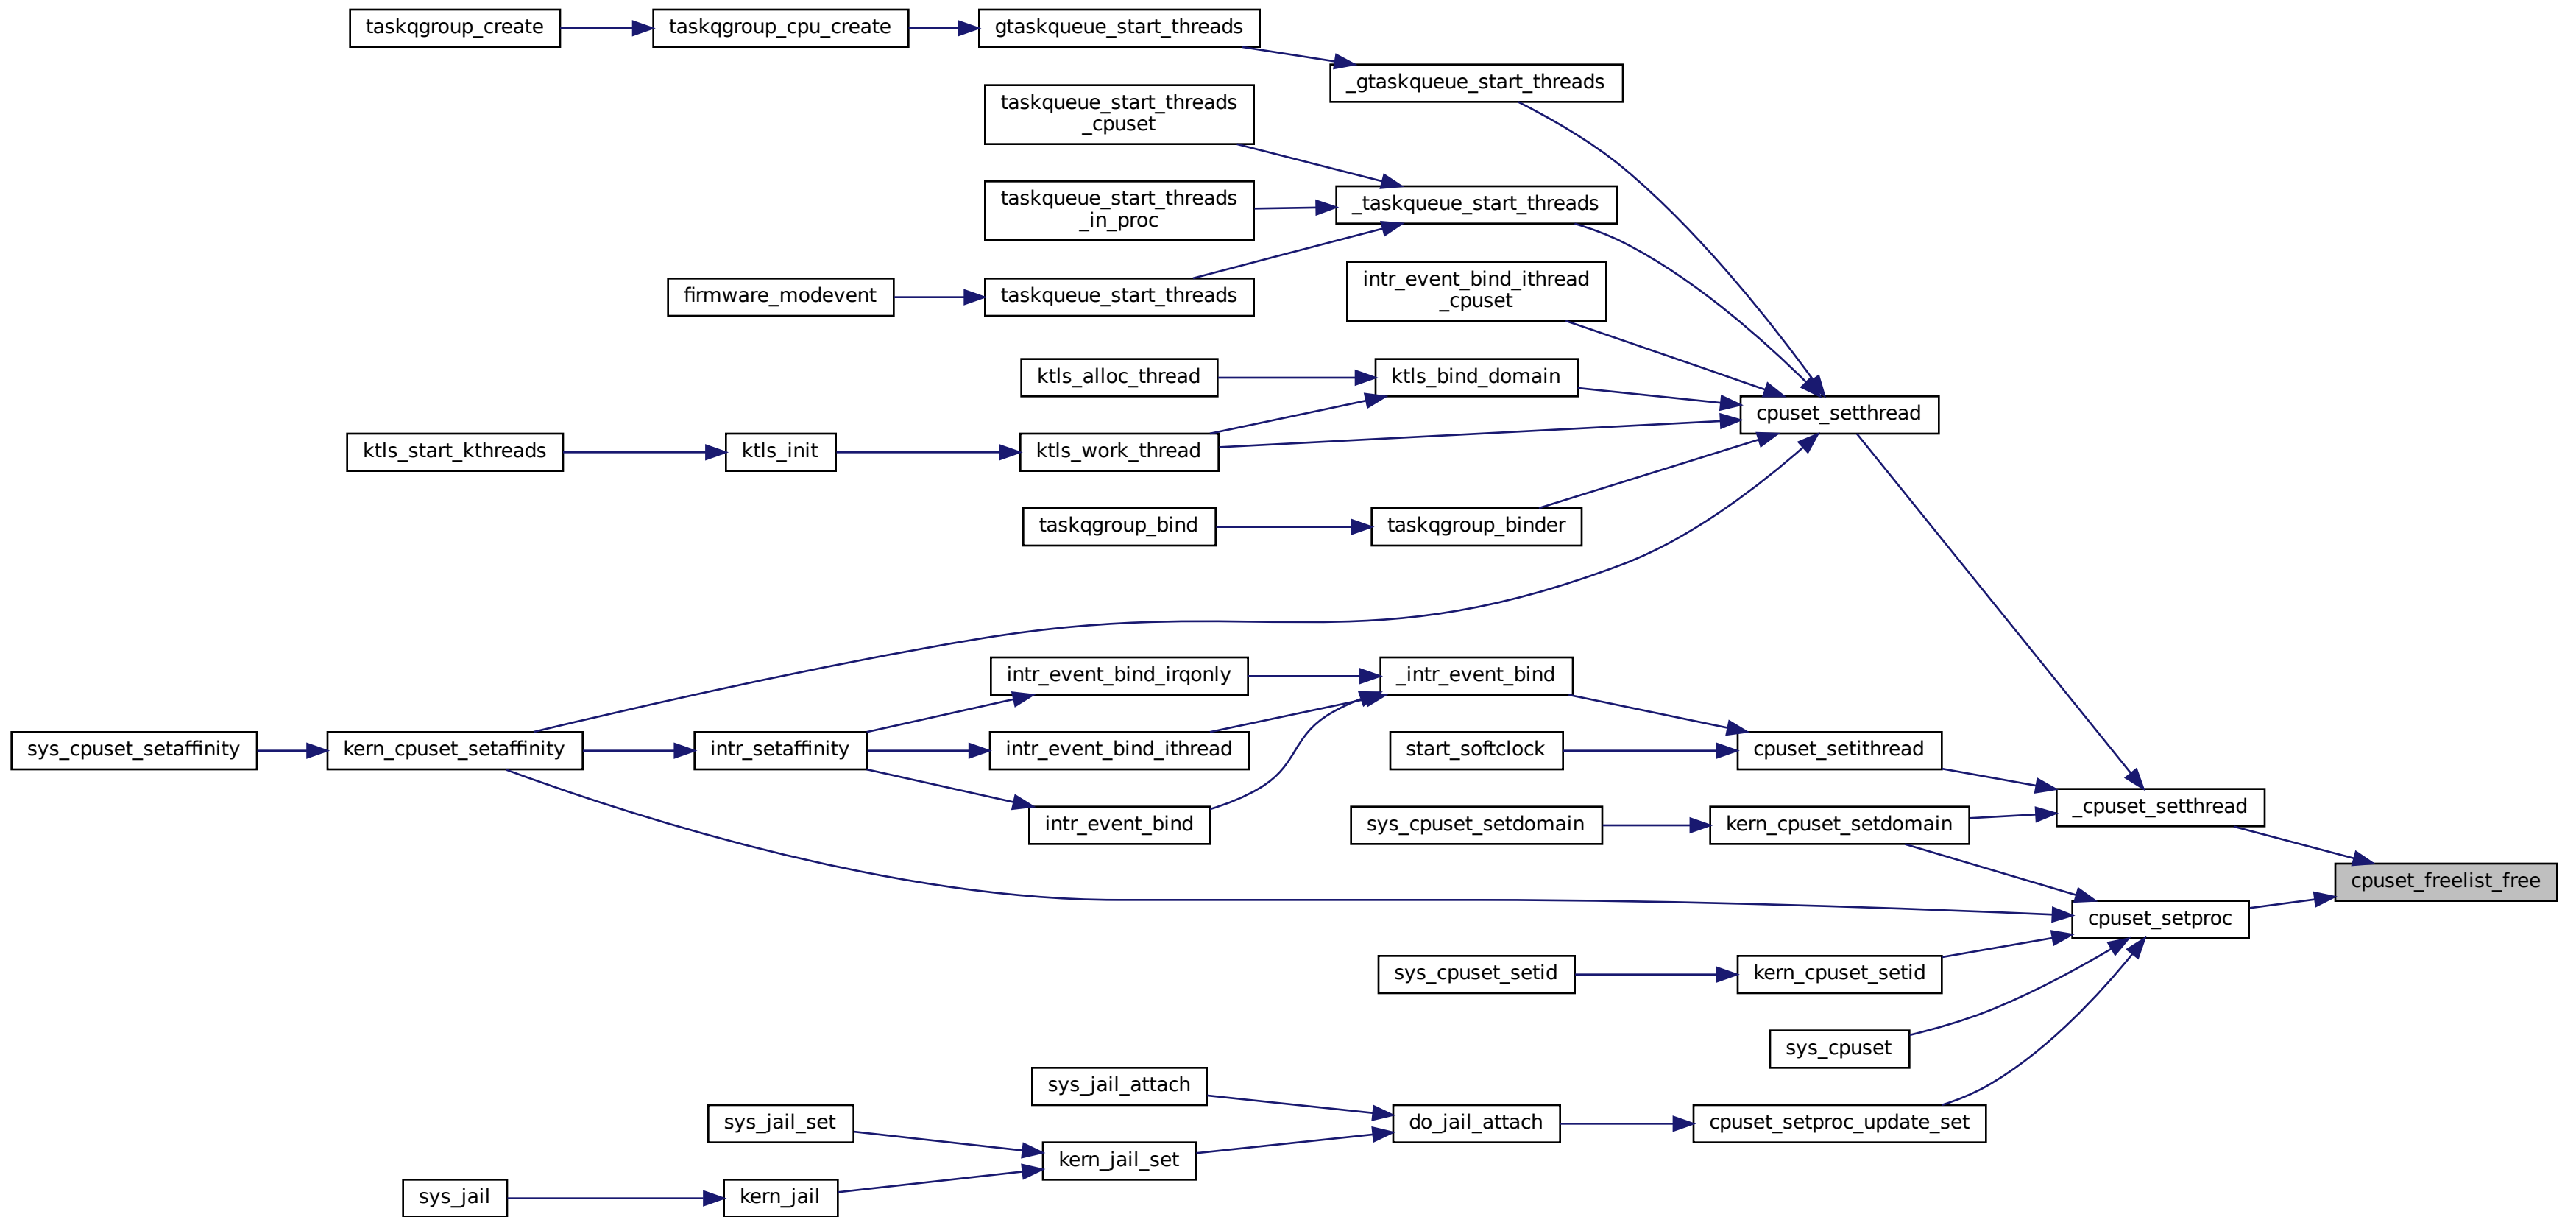 taskqgroup_create
taskqgroup_cpu_create
gtaskqueue_start_threads
_gtaskqueue_start_threads
taskqueue_start_threads
_cpuset
taskqueue_start_threads
_in_proc
_taskqueue_start_threads
firmware_modevent
taskqueue_start_threads
intr_event_bind_ithread
_cpuset
ktls_alloc_thread
ktls_bind_domain
cpuset_setthread
ktls_start_kthreads
ktls_init
ktls_work_thread
taskqgroup_bind
taskqgroup_binder
intr_event_bind_irqonly
_intr_event_bind
sys_cpuset_setaffinity
kern_cpuset_setaffinity
intr_setaffinity
intr_event_bind_ithread
start_softclock
cpuset_setithread
intr_event_bind
sys_cpuset_setdomain
kern_cpuset_setdomain
_cpuset_setthread
cpuset_freelist_free
cpuset_setproc
sys_cpuset_setid
kern_cpuset_setid
sys_cpuset
sys_jail_attach
sys_jail_set
do_jail_attach
cpuset_setproc_update_set
kern_jail_set
sys_jail
kern_jail